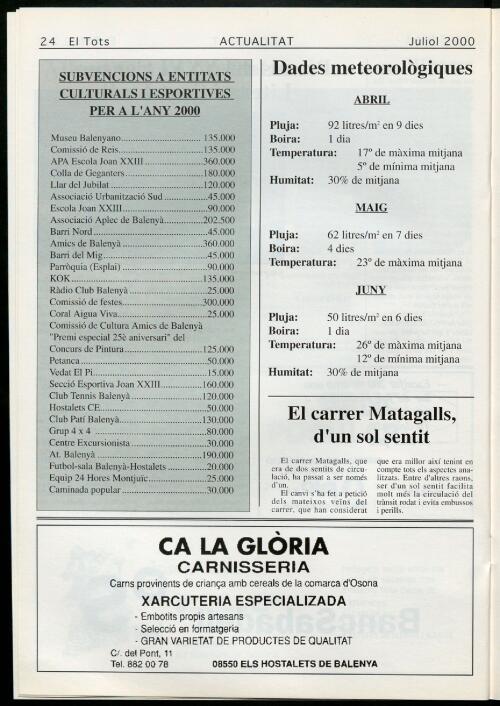 24 El Tots
ACTUALITAT
Juliol 2000
SUBVENCIONS A ENTITATS
CULTURALS I ESPORTIVES
PER A L'ANY 2000
Museu Balenyano..............................135.000
Comissió de Reis..............................135.000
APA Escola Joan XXIII....................360.000
Colla de Geganters..........................180.000
Llar del Jubilat................................120.000
Associació Urbanització Sud...............45.000
Escola Joan XXIII.............................90.000
Associació Aplec de Balenyà.............202.500
Barri Nord.......................................45.000
Amics de Balenyà............................360.000
Barri del Mig....................................45.000
Parròquia (Esplai).............................90.000
KOK...............................................135.000
Ràdio Club Balenyà..........................25.000
Comissió de festes...........................300.000
Coral Aigua Viva..............................25.000
Comissió de Cultura Amics de Balenyà
"Premi especial 25è aniversari" del
Concurs de Pintura..........................125.000
Petanca...........................................50.000
Vedat El Pi......................................15.000
Secció Esportiva Joan XXIII..............160.000
Club Tennis Balenyà........................120.000
Hostalets CE....................................50.000
Club Patí Balenyà............................130.000
Grup 4 x 4.......................................80.000
Centre Excursionista.........................30.000
At. Balenyà.....................................190.000
Futbol-sala Balenyà-Hostalets............20.000
Equip 24 Hores Montjuïc...................25.000
Caminada popular.............................30.000
Dades meteorològiques
ABRIL
Pluja: 92 litres/m² en 9 dies
Boira: 1 dia
Temperatura: 17º de màxima mitjana
5º de mínima mitjana
Humitat: 30% de mitjana
MAIG
Pluja: 62 litres/m² en 7 dies
Boira: 4 dies
Temperatura: 23º de màxima mitjana
JUNY
Pluja: 50 litres/m² en 6 dies
Boira: 1 dia
Temperatura: 26º de màxima mitjana
12º de mínima mitjana
Humitat: 30% de mitjana
El carrer Matagalls,
d'un sol sentit
El carrer Matagalls, que
era de dos sentits de circu-
lació, ha passat a ser només
d'un.
El canvi s'ha fet a petició
dels mateixos veïns del
carrer, que han considerat
que era millor així tenint en
compte tots els aspectes ana-
litzats. Entre d'altres raons,
ser d'un sol sentit facilita
molt més la circulació del
trànsit rodat i evita embussos
i perills.
CA LA GLÒRIA
CARNISSERIA
Carns provinents de criança amb cereals de la comarca d'Osona
XARCUTERIA ESPECIALIZADA
- Embotits propis artesans
- Selecció en formatgeria
- GRAN VARIETAT DE PRODUCTES DE QUALITAT
C/. del Pont, 11
Tel. 882 00 78 08550 ELS HOSTALETS DE BALENYA